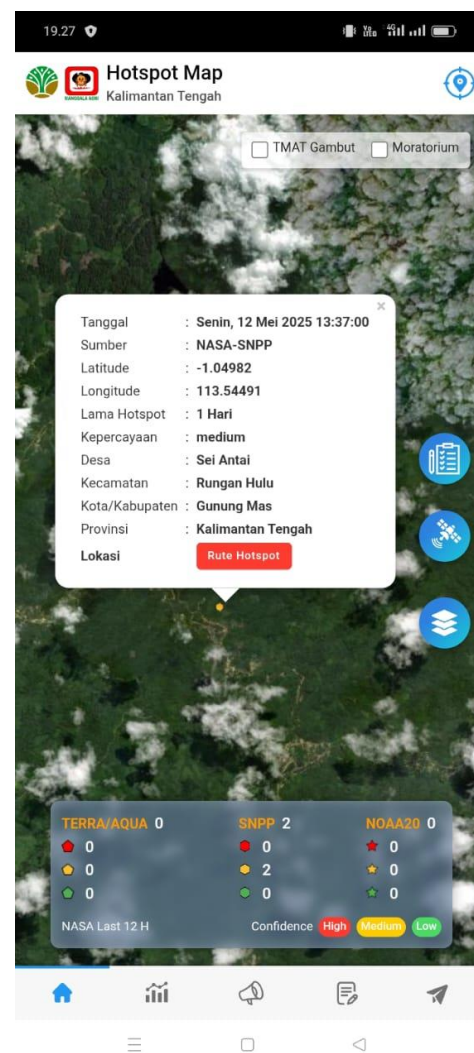 19.27
4G
Hotspot Map
Kalimantan Tengah
TMAT Gambut Moratorium
×
Tanggal : Senin, 12 Mei 2025 13:37:00
Sumber : NASA-SNPP
Latitude : -1.04982
Longitude : 113.54491
Lama Hotspot : 1 Hari
Kepercayaan : medium
Desa : Sei Antai
Kecamatan : Rungan Hulu
Kota/Kabupaten : Gunung Mas
Provinsi : Kalimantan Tengah
Lokasi Rute Hotspot
TERRA/AQUA 0 SNPP 2 NOAA20 0
0 0 0
0 2 0
0 0 0
NASA Last 12 H Confidence High Medium Low